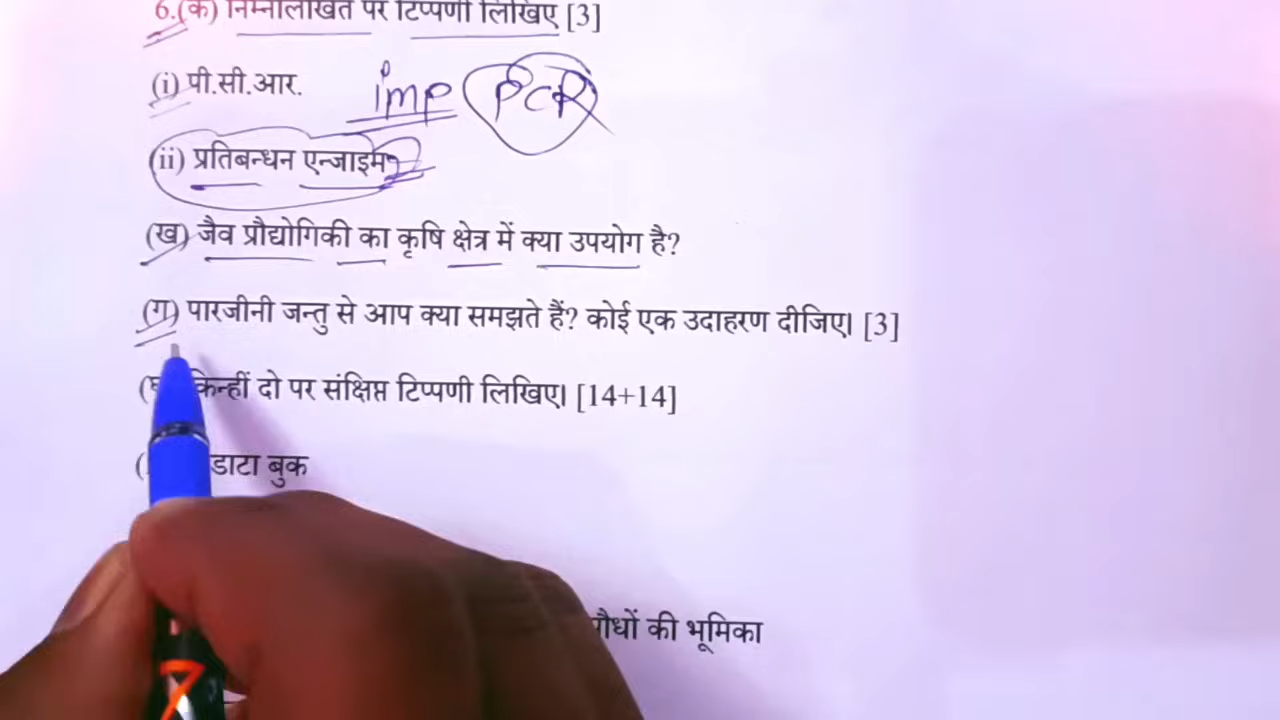 6.(क) निम्नलिखित पर टिप्पणी लिखिए [3]
(i) पी.सी.आर. imp PCR
(ii) प्रतिबन्धन एन्जाइम
(ख) जैव प्रौद्योगिकी का कृषि क्षेत्र में क्या उपयोग है?
(ग) पारजीनी जन्तु से आप क्या समझते हैं? कोई एक उदाहरण दीजिए। [3]
किन्हीं दो पर संक्षिप्त टिप्पणी लिखिए। [14+14]
डाटा बुक
की भूमिका
7